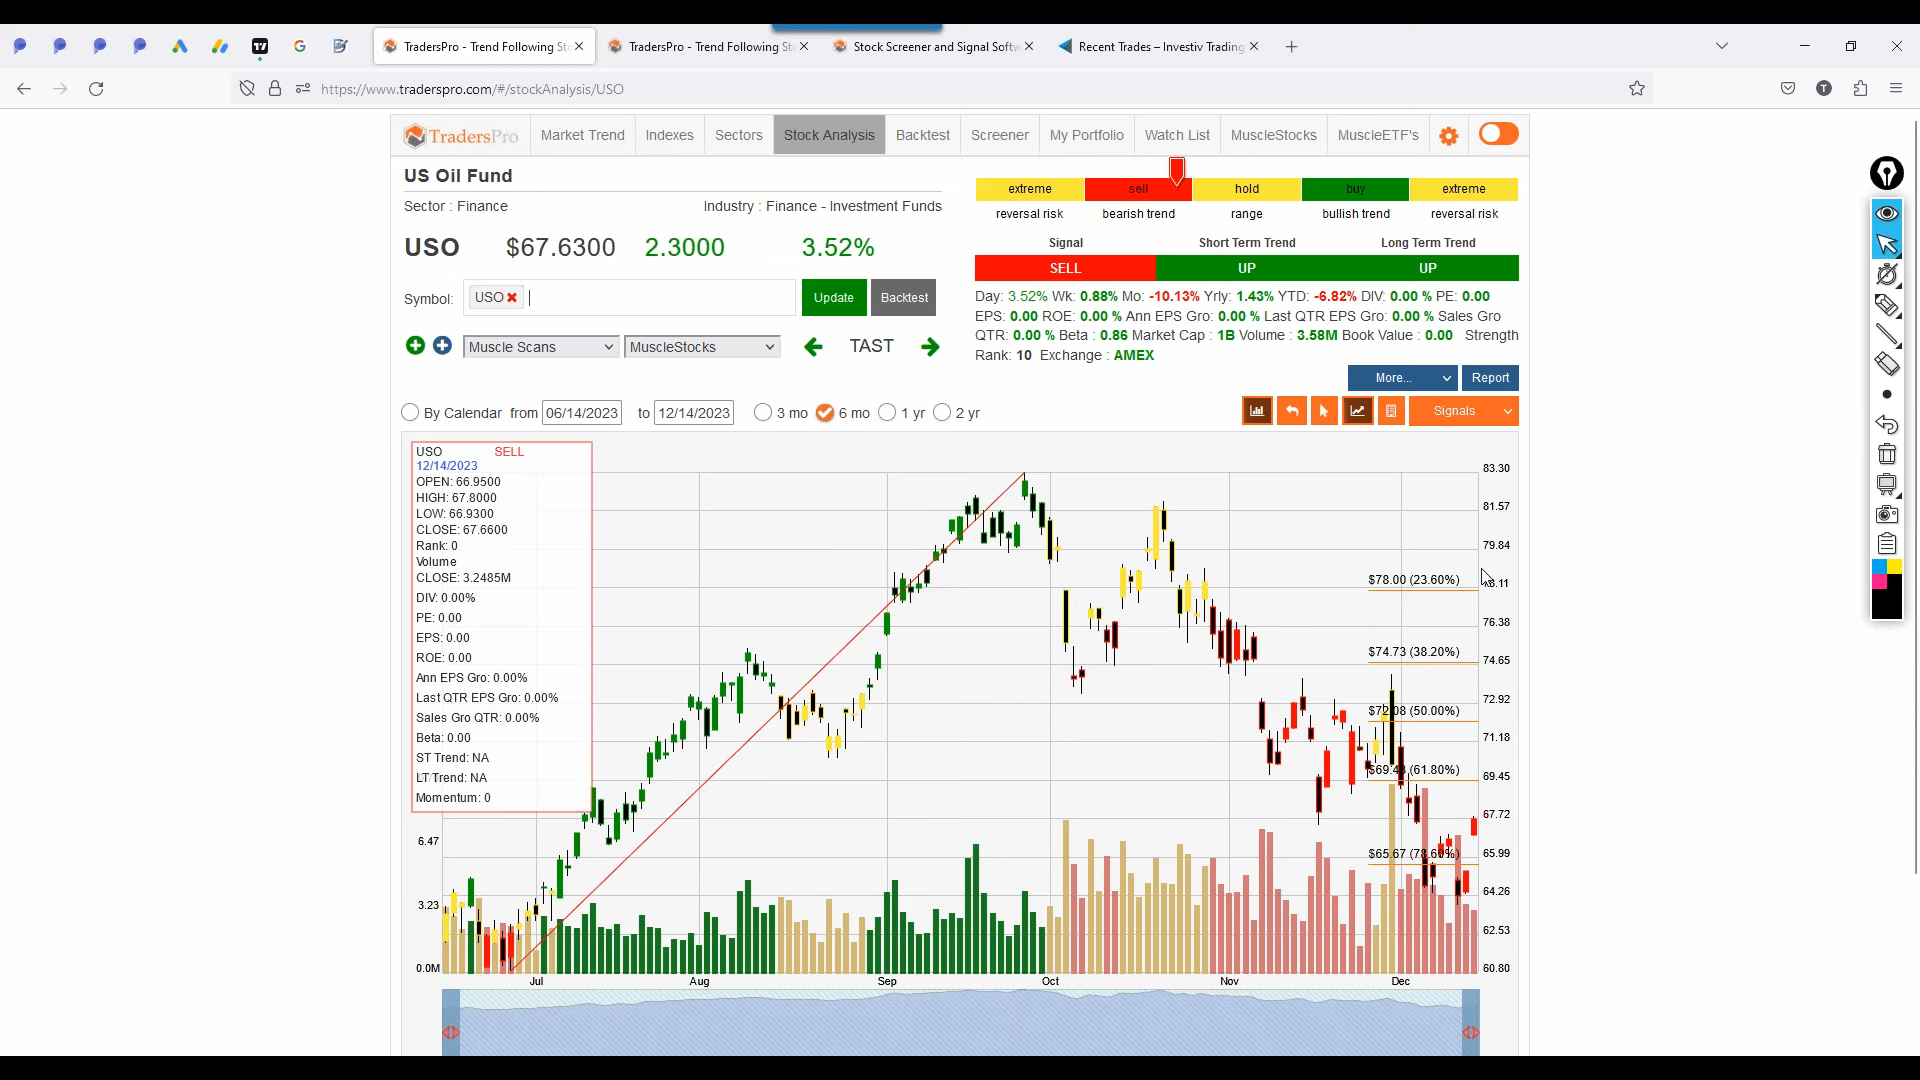 TradersPro - Trend Following Sto
TradersPro - Trend Following Sto
Stock Screener and Signal Softw
Recent Trades – Investiv Trading
https://www.traderspro.com/#/stockAnalysis/USO
T
TradersPro
Market Trend
Indexes
Sectors
Stock Analysis
Backtest
Screener
My Portfolio
Watch List
MuscleStocks
MuscleETF's
US Oil Fund
Sector : Finance
Industry : Finance - Investment Funds
USO $67.6300 2.3000 3.52%
Symbol: USO
Update
Backtest
Muscle Scans
MuscleStocks
TAST
extreme sell hold buy extreme
reversal risk bearish trend range bullish trend reversal risk
Signal Short Term Trend Long Term Trend
SELL UP UP
Day: 3.52% Wk: 0.88% Mo: -10.13% Yrly: 1.43% YTD: -6.82% DIV: 0.00 % PE: 0.00
EPS: 0.00 ROE: 0.00 % Ann EPS Gro: 0.00 % Last QTR EPS Gro: 0.00 % Sales Gro
QTR: 0.00 % Beta : 0.86 Market Cap : 1B Volume : 3.58M Book Value : 0.00 Strength
Rank: 10 Exchange : AMEX
More...
Report
By Calendar from 06/14/2023 to 12/14/2023 3 mo 6 mo 1 yr 2 yr
Signals
USO SELL
12/14/2023
OPEN: 66.9500
HIGH: 67.8000
LOW: 66.9300
CLOSE: 67.6600
Rank: 0
Volume
CLOSE: 3.2485M
DIV: 0.00%
PE: 0.00
EPS: 0.00
ROE: 0.00
Ann EPS Gro: 0.00%
Last QTR EPS Gro: 0.00%
Sales Gro QTR: 0.00%
Beta: 0.00
ST Trend: NA
LT Trend: NA
Momentum: 0
6.47
3.23
0.0M
$78.00 (23.60%)
$74.73 (38.20%)
$72.08 (50.00%)
$69.43 (61.80%)
$65.67 (78.60%)
83.30
81.57
79.84
78.11
76.38
74.65
72.92
71.18
69.45
67.72
65.99
64.26
62.53
60.80
Jul Aug Sep Oct Nov Dec